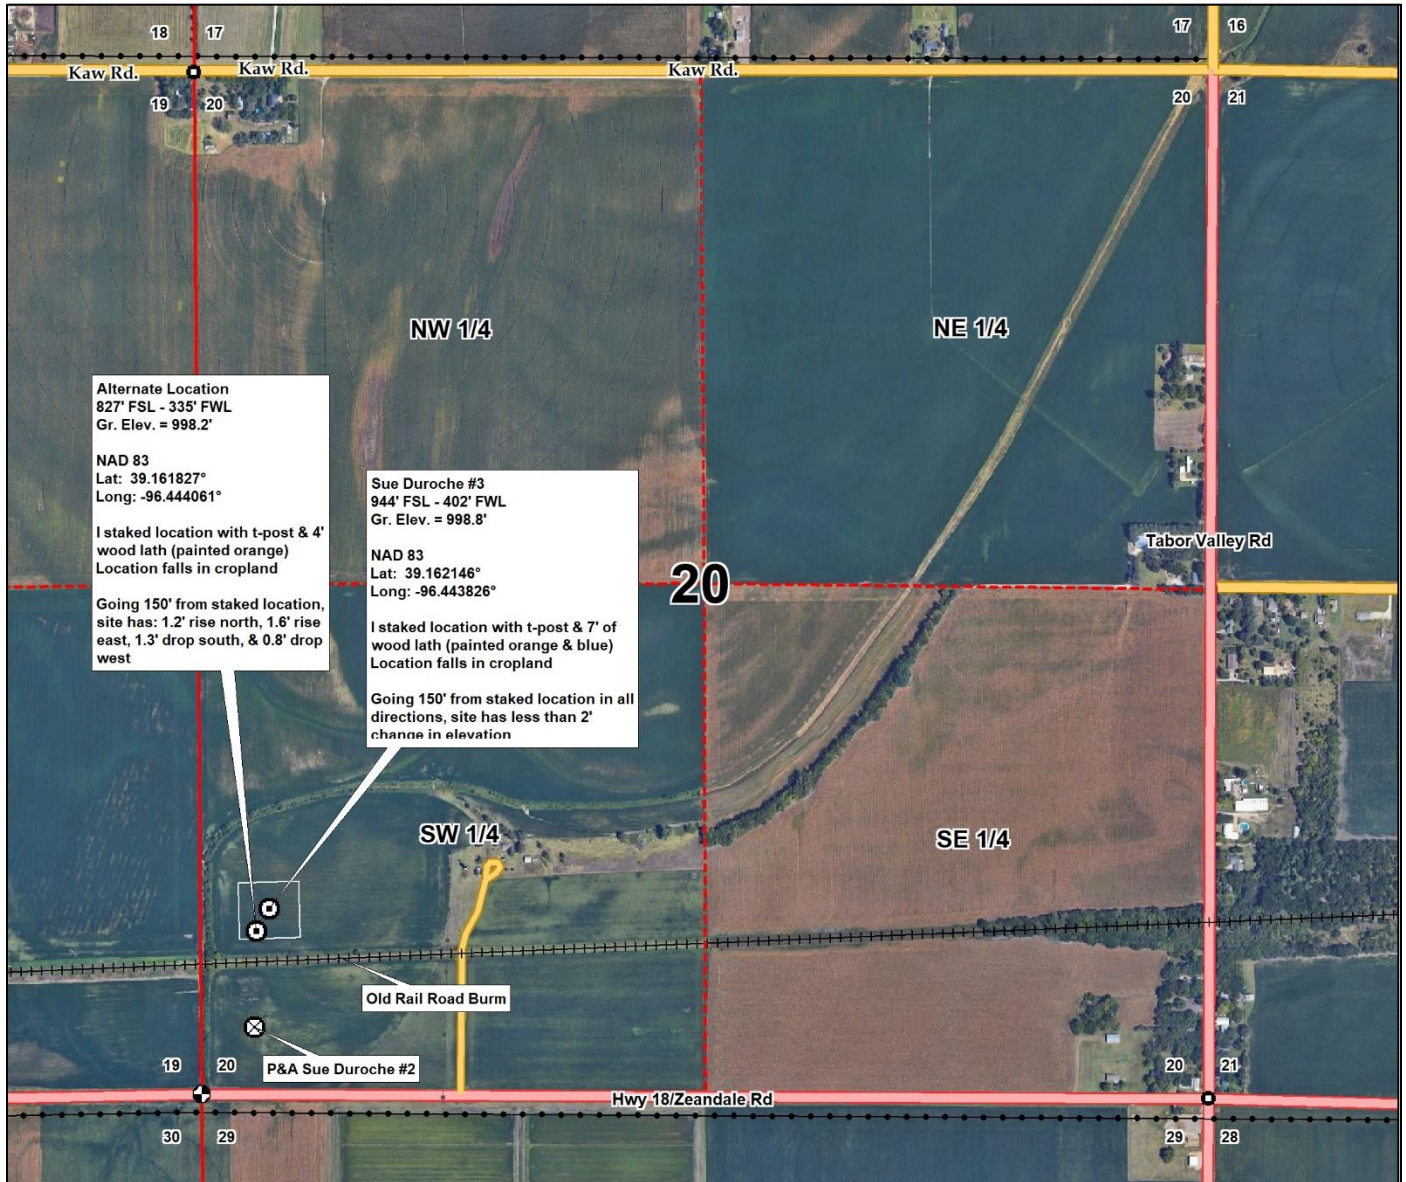 18
17
17
16
Kaw Rd.
Kaw Rd.
Kaw Rd.
19
20
20
21
NW 1/4
NE 1/4
Alternate Location
827' FSL - 335' FWL
Gr. Elev. = 998.2'
NAD 83
Lat: 39.161827°
Long: -96.444061°
I staked location with t-post & 4'
wood lath (painted orange)
Location falls in cropland
Going 150' from staked location,
site has: 1.2' rise north, 1.6' rise
east, 1.3' drop south, & 0.8' drop
west
Sue Duroche #3
944' FSL - 402' FWL
Gr. Elev. = 998.8'
NAD 83
Lat: 39.162146°
Long: -96.443826°
I staked location with t-post & 7' of
wood lath (painted orange & blue)
Location falls in cropland
Going 150' from staked location in all
directions, site has less than 2'
change in elevation
Tabor Valley Rd
20
SW 1/4
SE 1/4
Old Rail Road Burm
P&A Sue Duroche #2
19
20
20
21
Hwy 18/Zeandale Rd
30
29
29
28